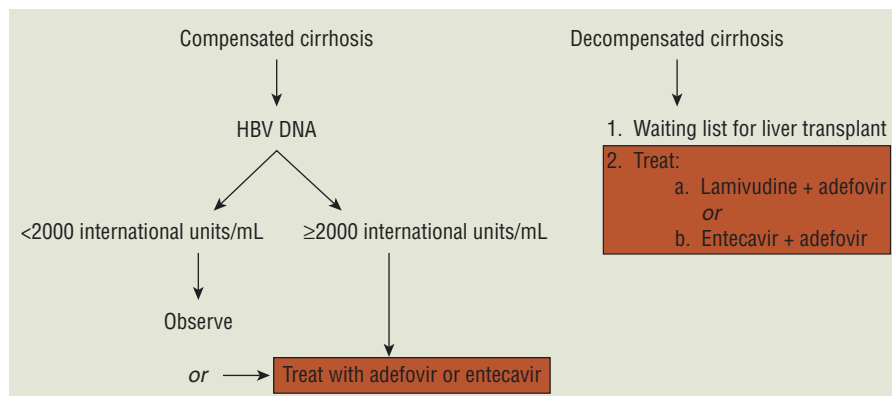 Compensated cirrhosis
HBV DNA
<2000 international units/mL
≥2000 international units/mL
Observe
or
Treat with adefovir or entecavir
Decompensated cirrhosis
1. Waiting list for liver transplant
2. Treat:
a. Lamivudine + adefovir
or
b. Entecavir + adefovir